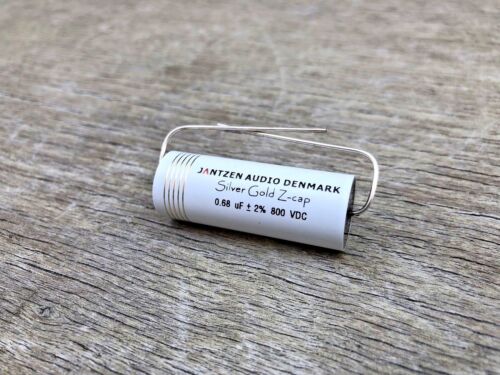 JANTZEN AUDIO DENMARK
Silver Gold Z-cap
0.68 uF ± 2% 800 VDC